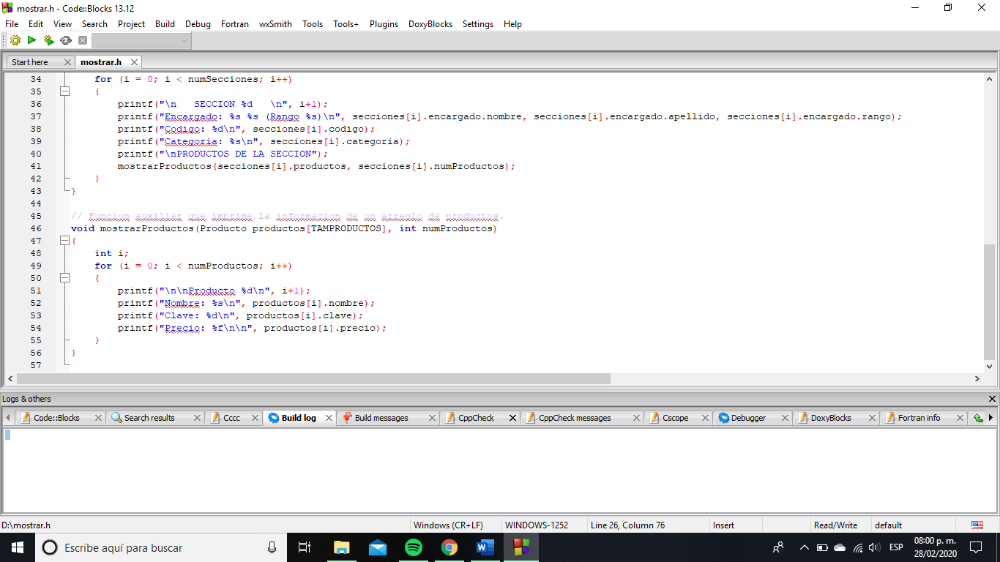 mostrar.h - Code::Blocks 13.12
File Edit View Search Project Build Debug Fortran wxSmith Tools Tools+ Plugins DoxyBlocks Settings Help
Start here mostrar.h
34 for (i = 0; i < numSecciones; i++)
35 {
36 printf("\n   SECCION %d   \n", i+1);
37 printf("Encargado: %s %s (Rango %s)\n", secciones[i].encargado.nombre, secciones[i].encargado.apellido, secciones[i].encargado.rango);
38 printf("Codigo: %d\n", secciones[i].codigo);
39 printf("Categoria: %s\n", secciones[i].categoria);
40 printf("\nPRODUCTOS DE LA SECCION");
41 mostrarProductos(secciones[i].productos, secciones[i].numProductos);
42 }
43 }
44
45 // Funcion auxiliar que imprime la informacion de un arreglo de productos.
46 void mostrarProductos(Producto productos[TAMPRODUCTOS], int numProductos)
47 {
48 int i;
49 for (i = 0; i < numProductos; i++)
50 {
51 printf("\n\nProducto %d\n", i+1);
52 printf("Nombre: %s\n", productos[i].nombre);
53 printf("Clave: %d\n", productos[i].clave);
54 printf("Precio: %f\n\n", productos[i].precio);
55 }
56 }
57
Logs & others
Code::Blocks Search results Cccc Build log Build messages CppCheck CppCheck messages Cscope Debugger DoxyBlocks Fortran info
D:\mostrar.h Windows (CR+LF) WINDOWS-1252 Line 26, Column 76 Insert Read/Write default
Escribe aquí para buscar
ESP
08:00 p. m.
28/02/2020